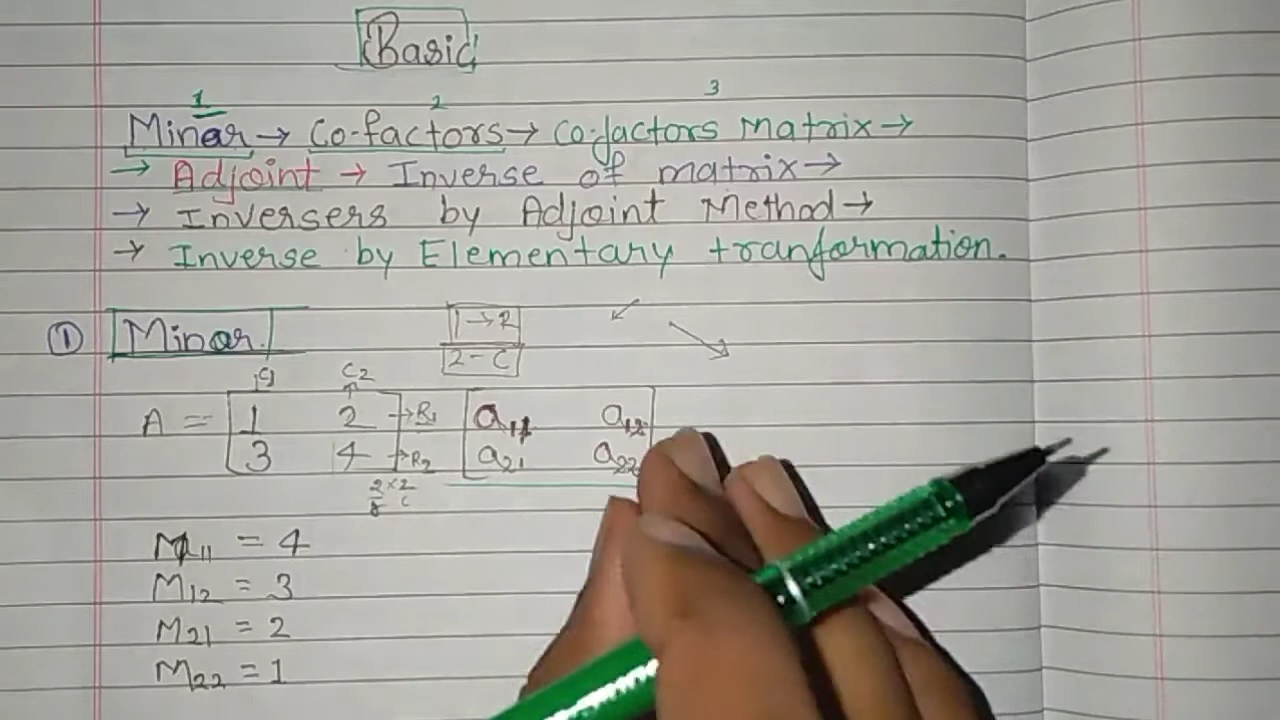 Basic
1 2 3
Minar → Co-factors → Co-factors Matrix →
→ Adjoint → Inverse of matrix →
→ Inversers by Adjoint Method →
→ Inverse by Elementary tranformation.
① Minar.
1 → R
2 - C
C2
A = 1 2 → R1 a11 a12
3 4 → R2 a21 a22
2 × 2
M11 = 4
M12 = 3
M21 = 2
M22 = 1